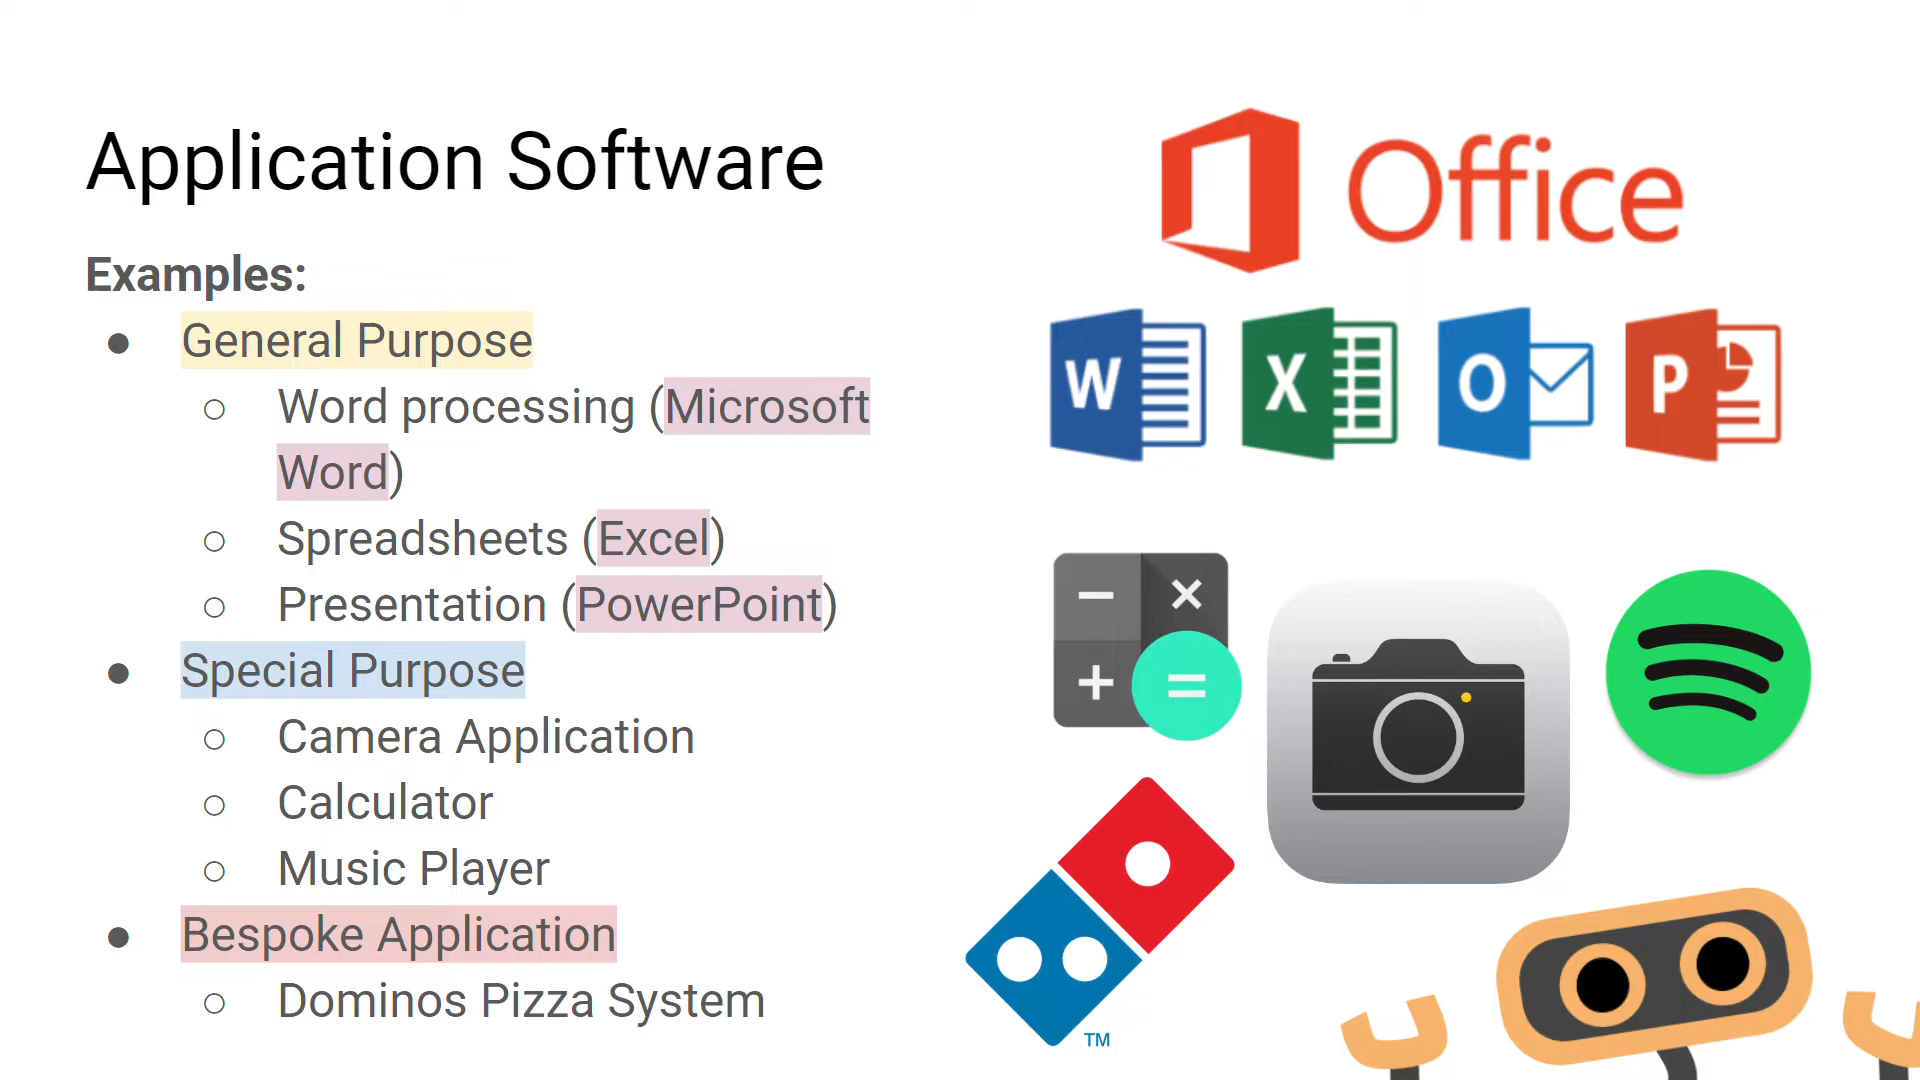 Application Software
Examples:
● General Purpose
○ Word processing (Microsoft
Word)
○ Spreadsheets (Excel)
○ Presentation (PowerPoint)
● Special Purpose
○ Camera Application
○ Calculator
○ Music Player
● Bespoke Application
○ Dominos Pizza System
Office
W X O P
− ×
+ =
TM